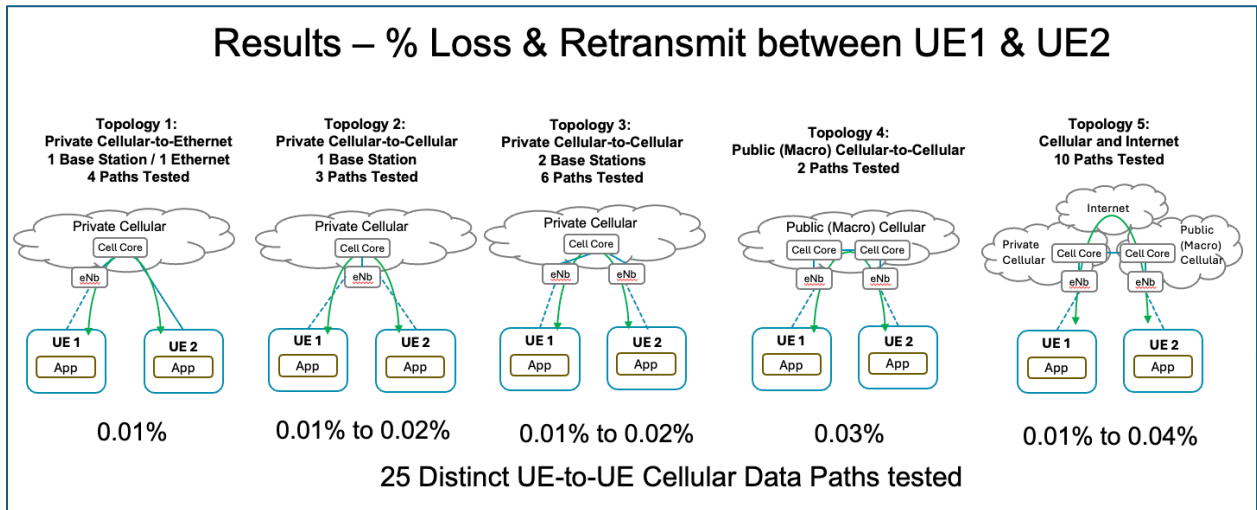 Results – % Loss & Retransmit between UE1 & UE2
Topology 1:
Private Cellular-to-Ethernet
1 Base Station / 1 Ethernet
4 Paths Tested
Private Cellular
Cell Core
eNb
UE 1
App
UE 2
App
0.01%
Topology 2:
Private Cellular-to-Cellular
1 Base Station
3 Paths Tested
Private Cellular
Cell Core
eNb
UE 1
App
UE 2
App
0.01% to 0.02%
Topology 3:
Private Cellular-to-Cellular
2 Base Stations
6 Paths Tested
Private Cellular
Cell Core
eNb
eNb
UE 1
App
UE 2
App
0.01% to 0.02%
Topology 4:
Public (Macro) Cellular-to-Cellular
2 Paths Tested
Public (Macro) Cellular
Cell Core
Cell Core
eNb
eNb
UE 1
App
UE 2
App
0.03%
Topology 5:
Cellular and Internet
10 Paths Tested
Internet
Private
Cellular
Public
(Macro)
Cellular
Cell Core
Cell Core
eNb
eNb
UE 1
App
UE 2
App
0.01% to 0.04%
25 Distinct UE-to-UE Cellular Data Paths tested